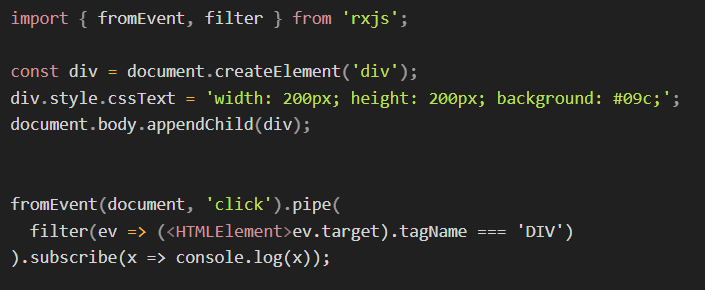 import { fromEvent, filter } from 'rxjs';
const div = document.createElement('div');
div.style.cssText = 'width: 200px; height: 200px; background: #09c;';
document.body.appendChild(div);
fromEvent(document, 'click').pipe(
  filter(ev => (<HTMLElement>ev.target).tagName === 'DIV')
).subscribe(x => console.log(x));